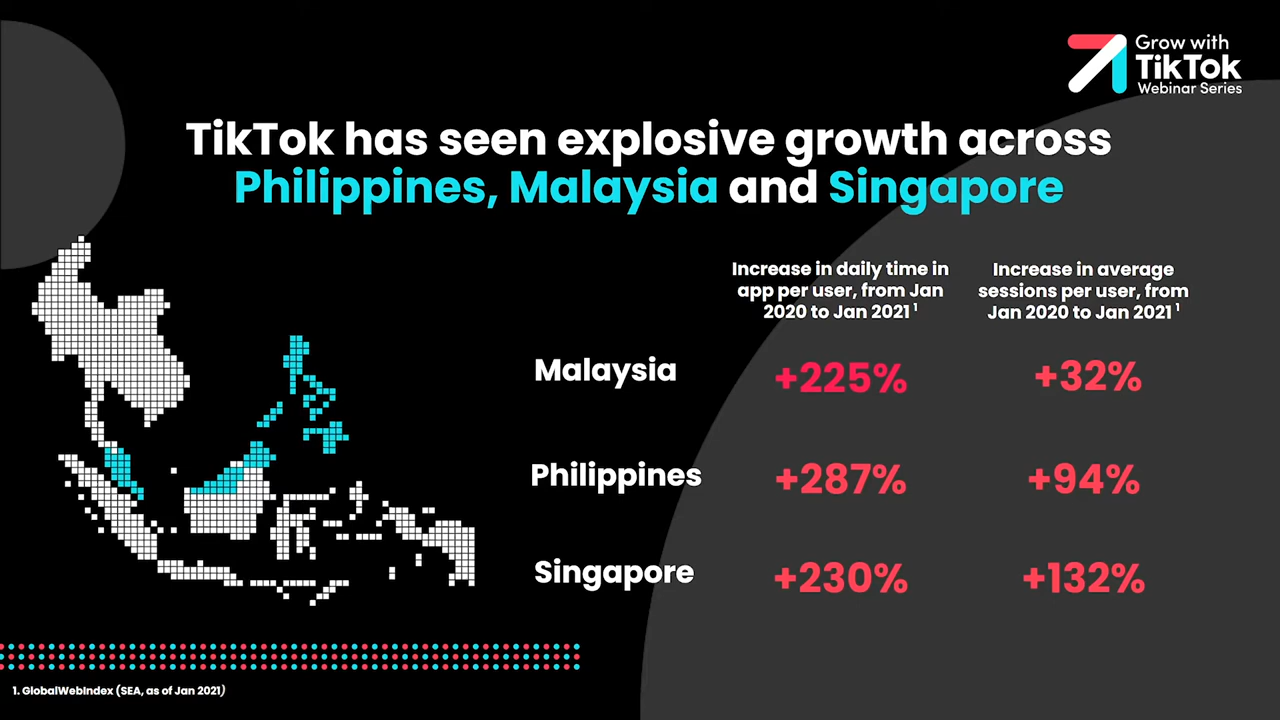 Grow with
TikTok
Webinar Series
TikTok has seen explosive growth across
Philippines, Malaysia and Singapore
Increase in daily time in
app per user, from Jan
2020 to Jan 2021 ¹
Increase in average
sessions per user, from
Jan 2020 to Jan 2021 ¹
Malaysia +225% +32%
Philippines +287% +94%
Singapore +230% +132%
1. GlobalWebIndex (SEA, as of Jan 2021)